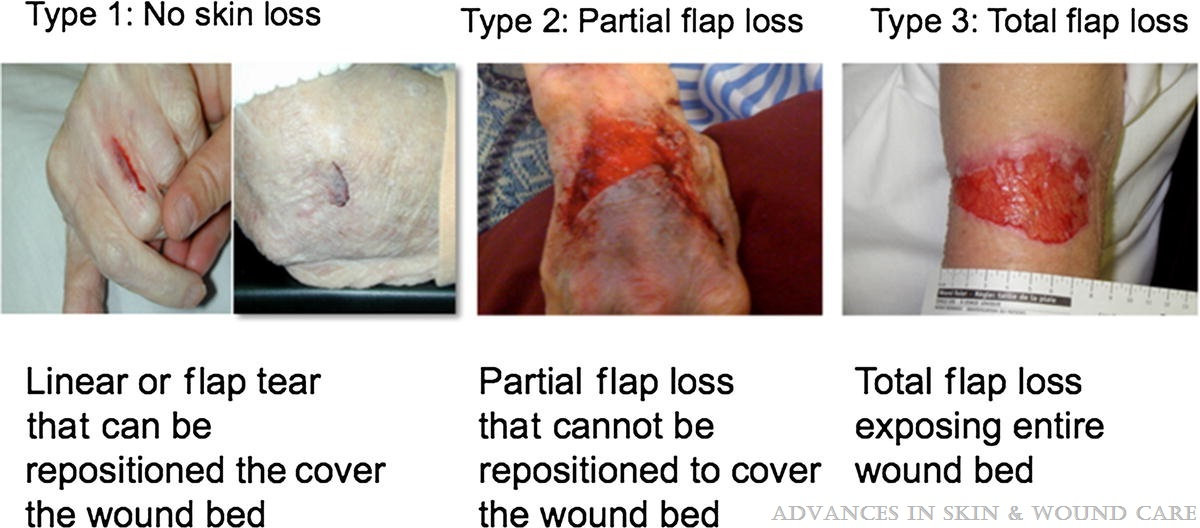 Type 1: No skin loss
Type 2: Partial flap loss
Type 3: Total flap loss
Linear or flap tear
that can be
repositioned the cover
the wound bed
Partial flap loss
that cannot be
repositioned to cover
the wound bed
Total flap loss
exposing entire
wound bed
ADVANCES IN SKIN & WOUND CARE